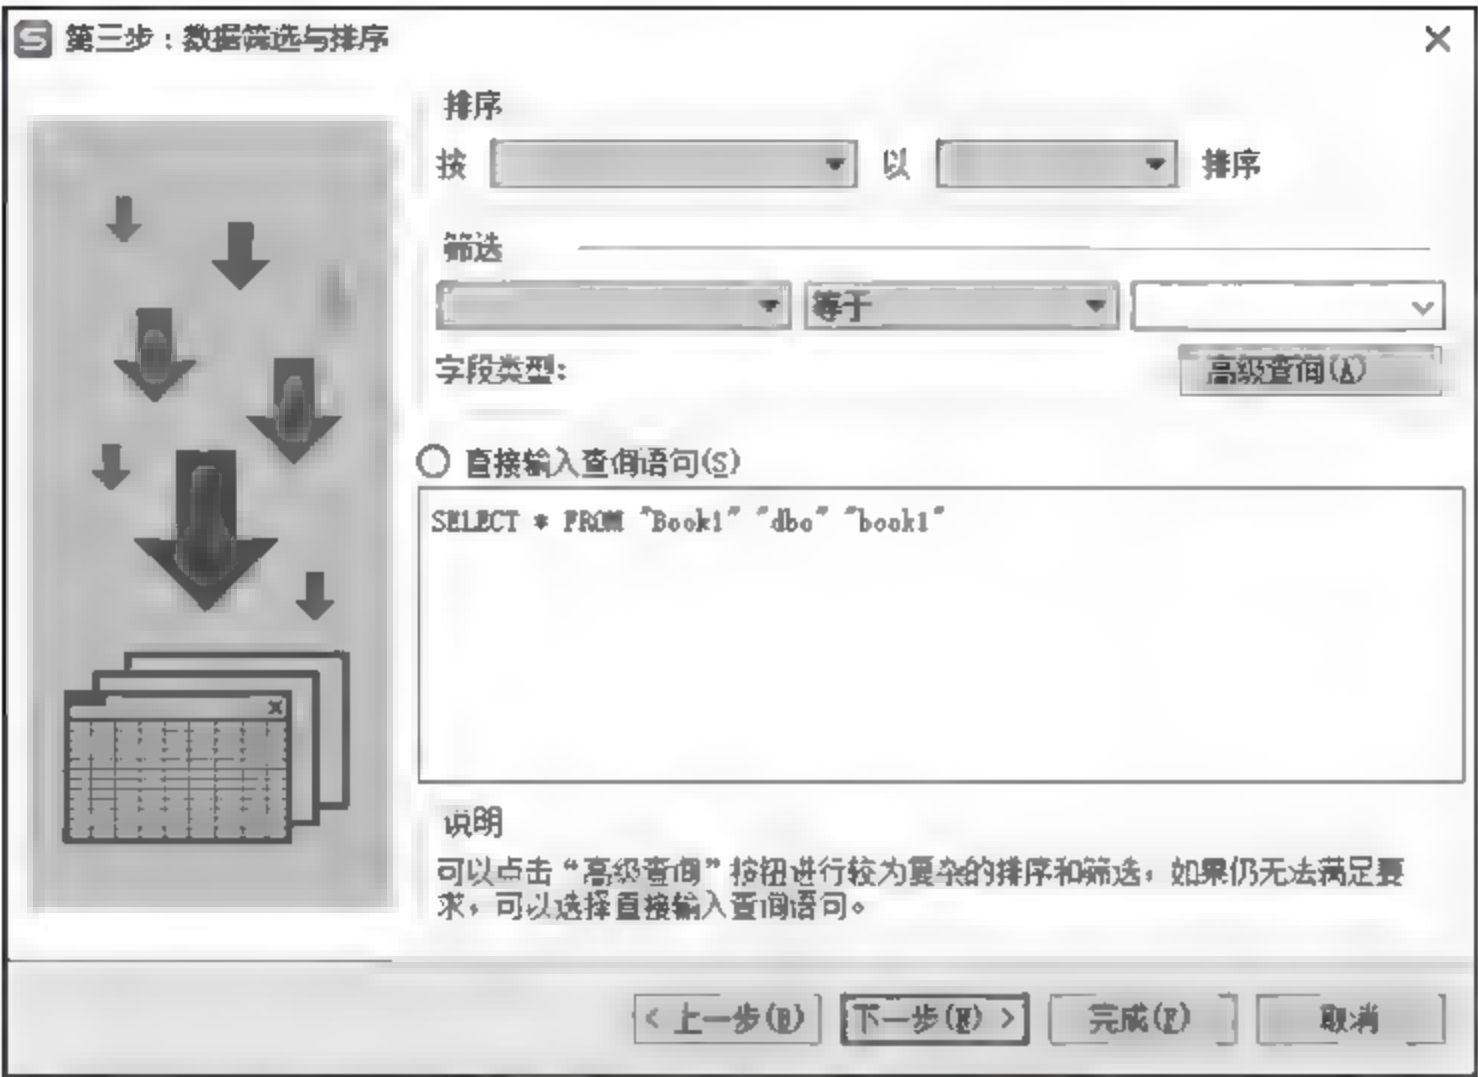 第三步:数据筛选与排序
排序
按 以 排序
筛选
等于
字段类型:
高级查询(A)
直接输入查询语句(S)
SELECT * FROM "Book1" "dbo" "book1"
说明
可以点击“高级查询”按钮进行较为复杂的排序和筛选,如果仍无法满足要
求,可以选择直接输入查询语句。
< 上一步(B) 下一步(N) > 完成(F) 取消